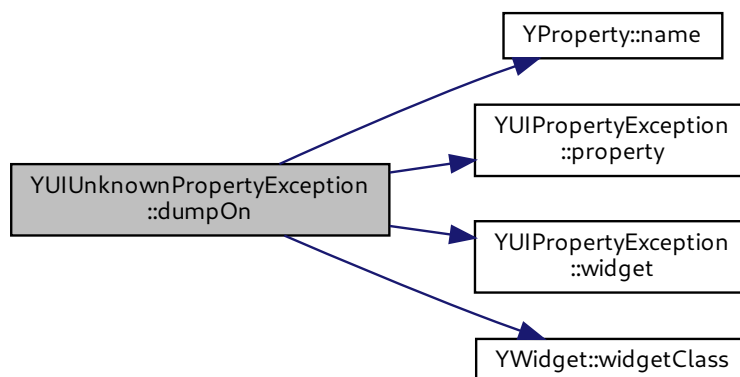 YProperty::name
YUIPropertyException
::property
YUIUnknownPropertyException
::dumpOn
YUIPropertyException
::widget
YWidget::widgetClass